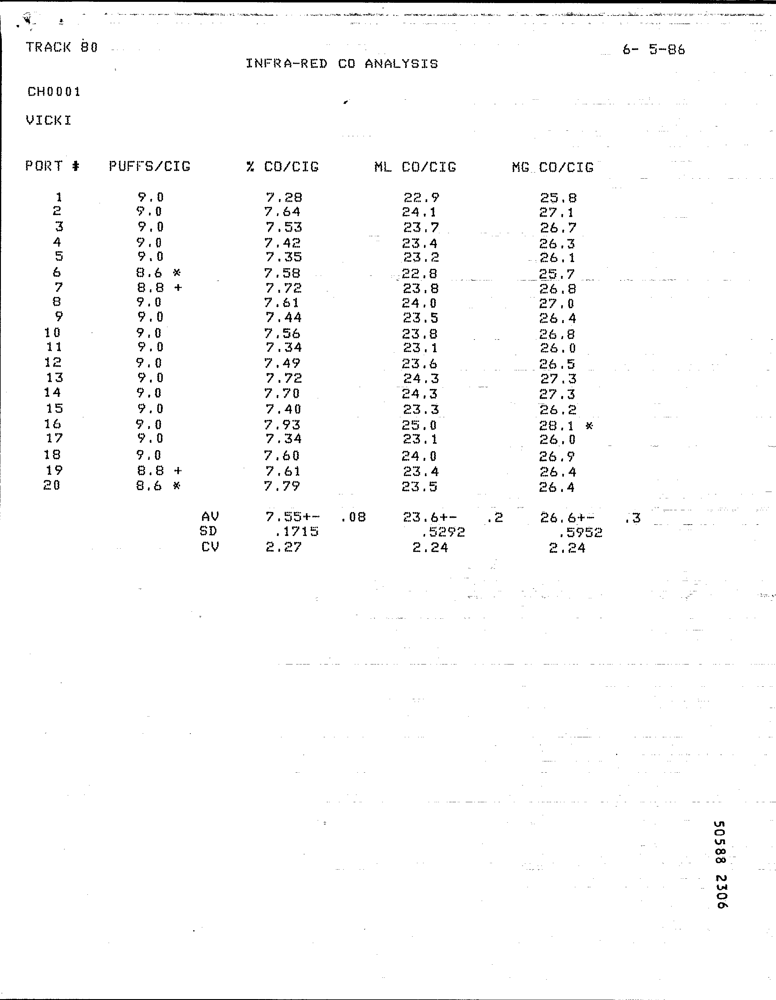 TRACK 80 6- 5-86
INFRA-RED CO ANALYSIS
CH0001
VICKI
PORT # PUFFS/CIG % CO/CIG ML CO/CIG MG CO/CIG
1 9.0 7.28 22.9 25.8
2 9.0 7.64 24.1 27.1
3 9.0 7.53 23.7 26.7
4 9.0 7.42 23.4 26.3
5 9.0 7.35 23.2 26.1
6 8.6 * 7.58 22.8 25.7
7 8.8 + 7.72 23.8 26.8
8 9.0 7.61 24.0 27.0
9 9.0 7.44 23.5 26.4
10 9.0 7.56 23.8 26.8
11 9.0 7.34 23.1 26.0
12 9.0 7.49 23.6 26.5
13 9.0 7.72 24.3 27.3
14 9.0 7.70 24.3 27.3
15 9.0 7.40 23.3 26.2
16 9.0 7.93 25.0 28.1 *
17 9.0 7.34 23.1 26.0
18 9.0 7.60 24.0 26.9
19 8.8 + 7.61 23.4 26.4
20 8.6 * 7.79 23.5 26.4
AV 7.55+- .08 23.6+- .2 26.6+- .3
SD .1715 .5292 .5952
CV 2.27 2.24 2.24
50588 2306